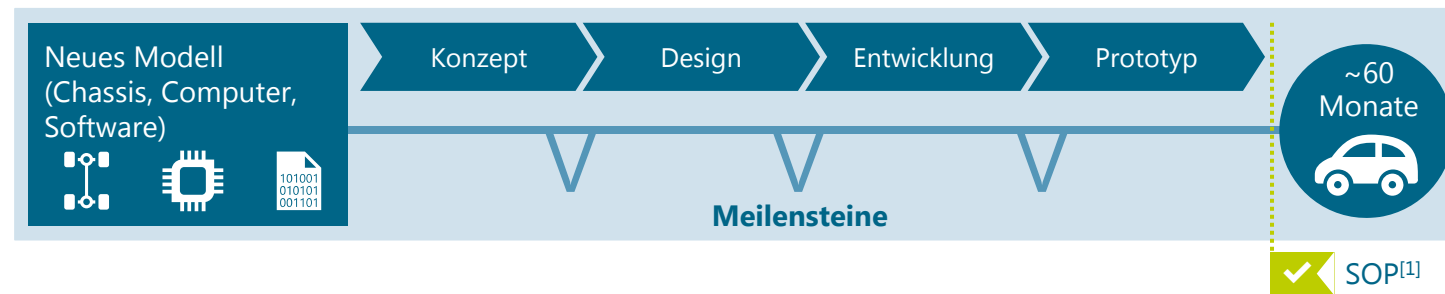 Neues Modell
(Chassis, Computer,
Software)
101001
010101
001101
Konzept
Design
Entwicklung
Prototyp
~60
Monate
Meilensteine
SOP[1]